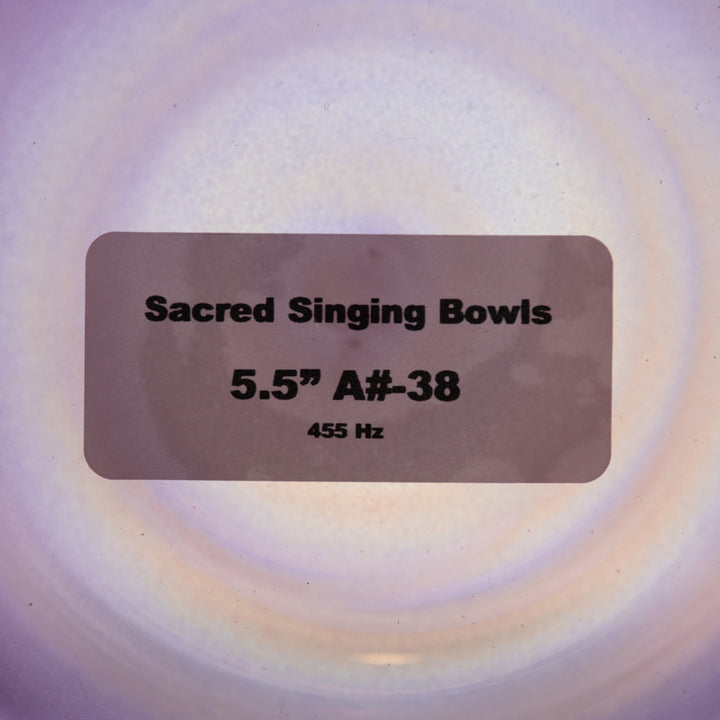 Sacred Singing Bowls
5.5” A#-38
455 Hz